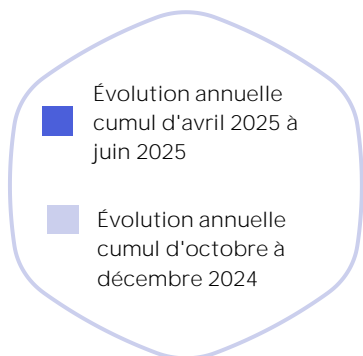 Évolution annuelle
cumul d'avril 2025 à
juin 2025
Évolution annuelle
cumul d'octobre à
décembre 2024